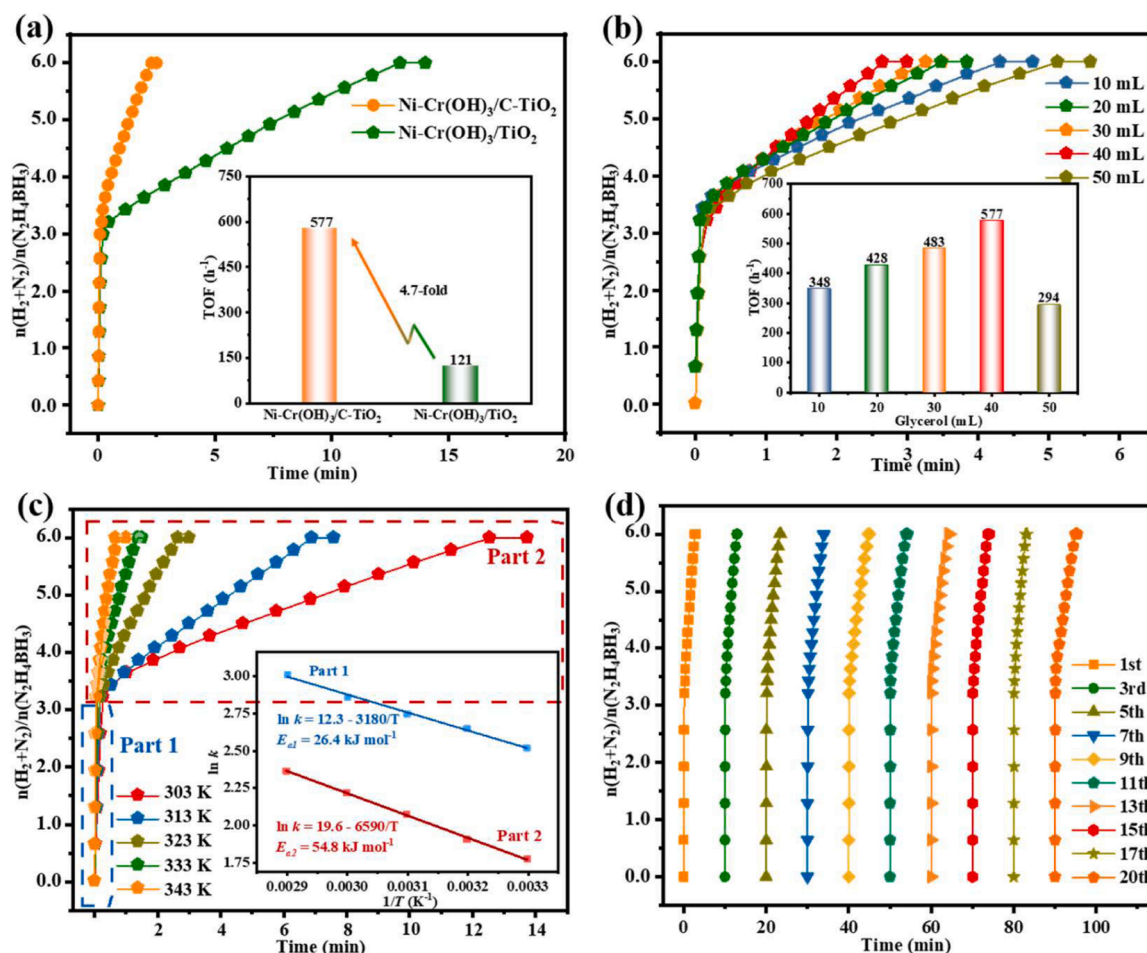 (a)
n(H₂+N₂)/n(N₂H₄BH₃)
6.0
5.0
4.0
3.0
2.0
1.0
0.0
Ni-Cr(OH)₃/C-TiO₂
Ni-Cr(OH)₃/TiO₂
TOF (h⁻¹)
750
600
450
300
150
0
577
4.7-fold
121
Ni-Cr(OH)₃/C-TiO₂
Ni-Cr(OH)₃/TiO₂
0 5 10 15 20
Time (min)
(b)
n(H₂+N₂)/n(N₂H₄BH₃)
6.0
5.0
4.0
3.0
2.0
1.0
0.0
10 mL
20 mL
30 mL
40 mL
50 mL
TOF (h⁻¹)
700
600
500
400
300
200
100
0
348
428
483
577
294
10 20 30 40 50
Glycerol (mL)
0 1 2 3 4 5 6
Time (min)
(c)
n(H₂+N₂)/n(N₂H₄BH₃)
6.0
5.0
4.0
3.0
2.0
1.0
0.0
Part 2
Part 1
303 K
313 K
323 K
333 K
343 K
ln k
3.00
2.75
2.50
2.25
2.00
1.75
Part 1
ln k = 12.3 - 3180/T
Eₐ₁ = 26.4 kJ mol⁻¹
ln k = 19.6 - 6590/T
Eₐ₂ = 54.8 kJ mol⁻¹
Part 2
0.0029 0.0030 0.0031 0.0032 0.0033
1/T (K⁻¹)
0 2 4 6 8 10 12 14
Time (min)
(d)
n(H₂+N₂)/n(N₂H₄BH₃)
6.0
5.0
4.0
3.0
2.0
1.0
0.0
1st
3rd
5th
7th
9th
11th
13th
15th
17th
20th
0 20 40 60 80 100
Time (min)